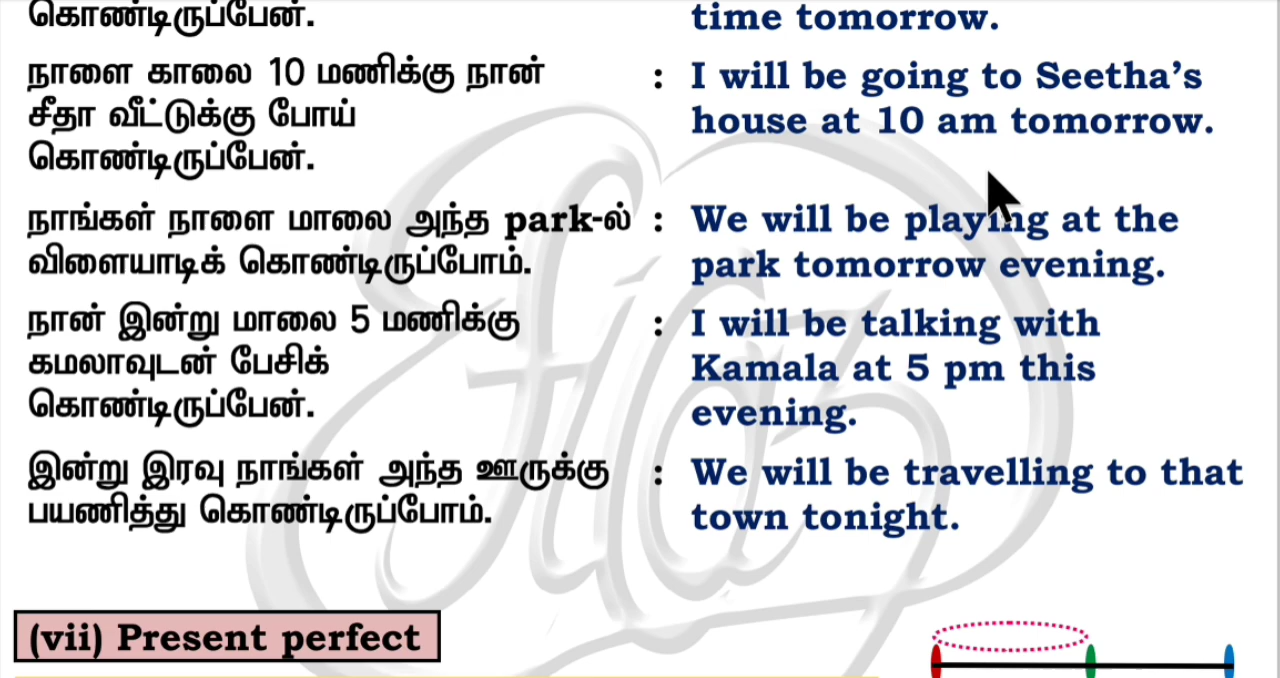 கொண்டிருப்பேன்.
time tomorrow.
நாளை காலை 10 மணிக்கு நான்
சீதா வீட்டுக்கு போய்
கொண்டிருப்பேன்.
: I will be going to Seetha’s
house at 10 am tomorrow.
நாங்கள் நாளை மாலை அந்த park-ல்
விளையாடிக் கொண்டிருப்போம்.
: We will be playing at the
park tomorrow evening.
நான் இன்று மாலை 5 மணிக்கு
கமலாவுடன் பேசிக்
கொண்டிருப்பேன்.
: I will be talking with
Kamala at 5 pm this
evening.
இன்று இரவு நாங்கள் அந்த ஊருக்கு
பயணித்து கொண்டிருப்போம்.
: We will be travelling to that
town tonight.
(vii) Present perfect